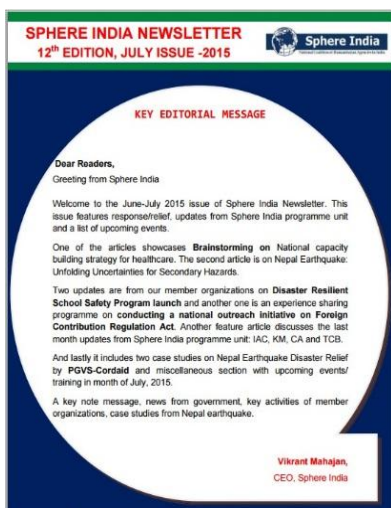 SPHERE INDIA NEWSLETTER
12th EDITION, JULY ISSUE -2015
Sphere India
National Coalition of Humanitarian Agencies in India
KEY EDITORIAL MESSAGE
Dear Readers,
Greeting from Sphere India
Welcome to the June-July 2015 issue of Sphere India Newsletter. This
issue features response/relief, updates from Sphere India programme unit
and a list of upcoming events.
One of the articles showcases Brainstorming on National capacity
building strategy for healthcare. The second article is on Nepal Earthquake:
Unfolding Uncertainties for Secondary Hazards.
Two updates are from our member organizations on Disaster Resilient
School Safety Program launch and another one is an experience sharing
programme on conducting a national outreach initiative on Foreign
Contribution Regulation Act. Another feature article discusses the last
month updates from Sphere India programme unit: IAC, KM, CA and TCB.
And lastly it includes two case studies on Nepal Earthquake Disaster Relief
by PGVS-Cordaid and miscellaneous section with upcoming events/
training in month of July, 2015.
A key note message, news from government, key activities of member
organizations, case studies from Nepal earthquake.
Vikrant Mahajan,
CEO, Sphere India